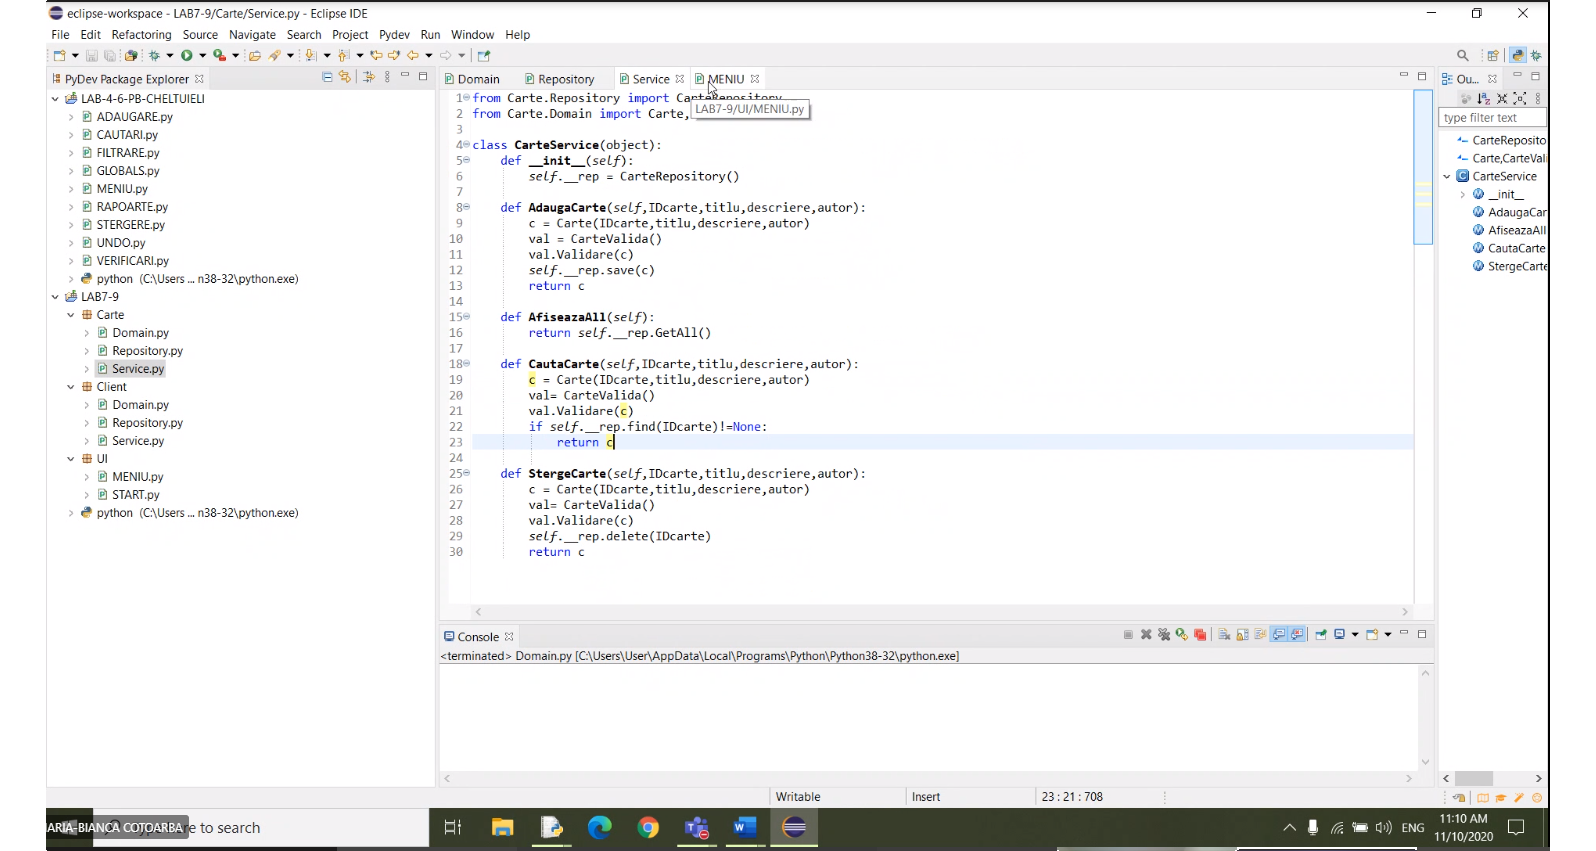 eclipse-workspace - LAB7-9/Carte/Service.py - Eclipse IDE
File Edit Refactoring Source Navigate Search Project Pydev Run Window Help
PyDev Package Explorer
LAB-4-6-PB-CHELTUIELI
ADAUGARE.py
CAUTARI.py
FILTRARE.py
GLOBALS.py
MENIU.py
RAPOARTE.py
STERGERE.py
UNDO.py
VERIFICARI.py
python (C:\Users ... n38-32\python.exe)
LAB7-9
Carte
Domain.py
Repository.py
Service.py
Client
Domain.py
Repository.py
Service.py
UI
MENIU.py
START.py
python (C:\Users ... n38-32\python.exe)
Domain Repository Service MENIU
LAB7-9/UI/MENIU.py
1 from Carte.Repository import CarteRepository
2 from Carte.Domain import Carte,
3
4 class CarteService(object):
5 def __init__(self):
6 self.__rep = CarteRepository()
7
8 def AdaugaCarte(self,IDcarte,titlu,descriere,autor):
9 c = Carte(IDcarte,titlu,descriere,autor)
10 val = CarteValida()
11 val.Validare(c)
12 self.__rep.save(c)
13 return c
14
15 def AfiseazaAll(self):
16 return self.__rep.GetAll()
17
18 def CautaCarte(self,IDcarte,titlu,descriere,autor):
19 c = Carte(IDcarte,titlu,descriere,autor)
20 val= CarteValida()
21 val.Validare(c)
22 if self.__rep.find(IDcarte)!=None:
23 return c
24
25 def StergeCarte(self,IDcarte,titlu,descriere,autor):
26 c = Carte(IDcarte,titlu,descriere,autor)
27 val= CarteValida()
28 val.Validare(c)
29 self.__rep.delete(IDcarte)
30 return c
Ou...
type filter text
CarteReposito
Carte,CarteVali
CarteService
__init__
AdaugaCar
AfiseazaAll
CautaCarte
StergeCarte
Console
<terminated> Domain.py [C:\Users\User\AppData\Local\Programs\Python\Python38-32\python.exe]
Writable Insert 23 : 21 : 708
ARIA-BIANCA COTOARBA re to search
ENG
11:10 AM
11/10/2020